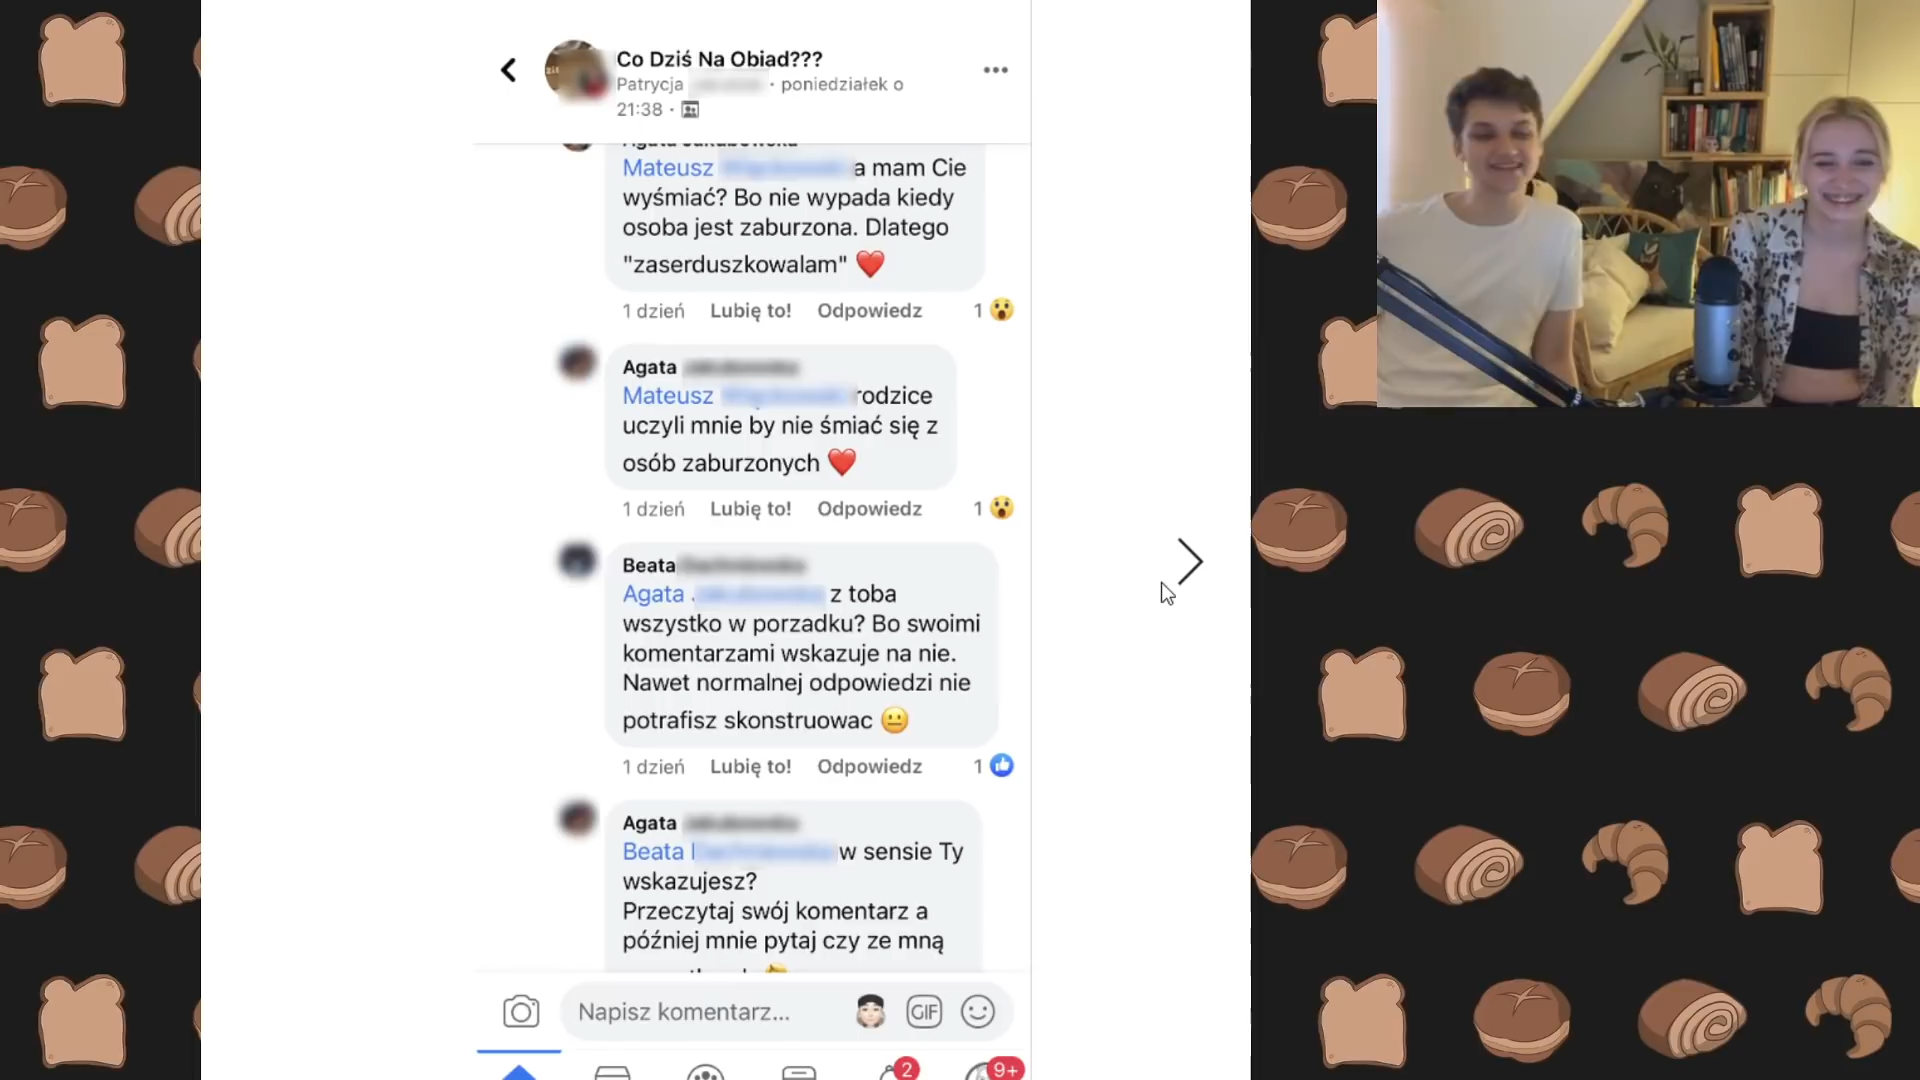 Co Dziś Na Obiad???
Patrycja · poniedziałek o
21:38 ·
Mateusz a mam Cie
wyśmiać? Bo nie wypada kiedy
osoba jest zaburzona. Dlatego
"zaserduszkowalam" ❤️
1 dzień Lubię to! Odpowiedz 1 😮
Agata
Mateusz rodzice
uczyli mnie by nie śmiać się z
osób zaburzonych ❤️
1 dzień Lubię to! Odpowiedz 1 😮
Beata
Agata z toba
wszystko w porzadku? Bo swoimi
komentarzami wskazuje na nie.
Nawet normalnej odpowiedzi nie
potrafisz skonstruowac 😐
1 dzień Lubię to! Odpowiedz 1
Agata
Beata w sensie Ty
wskazujesz?
Przeczytaj swój komentarz a
później mnie pytaj czy ze mną
Napisz komentarz... GIF
2 9+